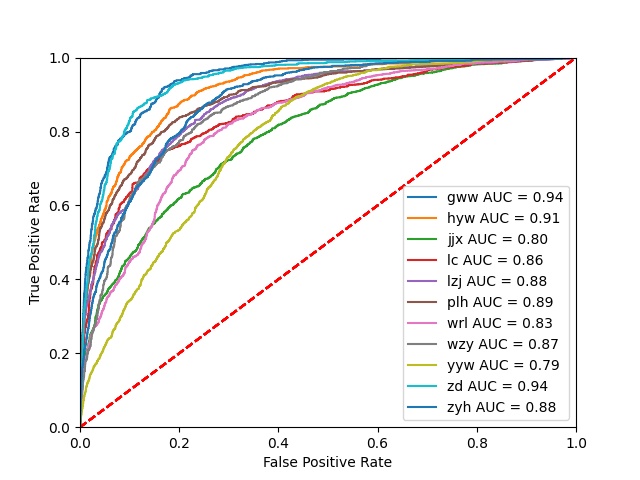 1.0
0.8
0.6
0.4
0.2
0.0
True Positive Rate
gww AUC = 0.94
hyw AUC = 0.91
jjx AUC = 0.80
lc AUC = 0.86
lzj AUC = 0.88
plh AUC = 0.89
wrl AUC = 0.83
wzy AUC = 0.87
yyw AUC = 0.79
zd AUC = 0.94
zyh AUC = 0.88
0.0 0.2 0.4 0.6 0.8 1.0
False Positive Rate